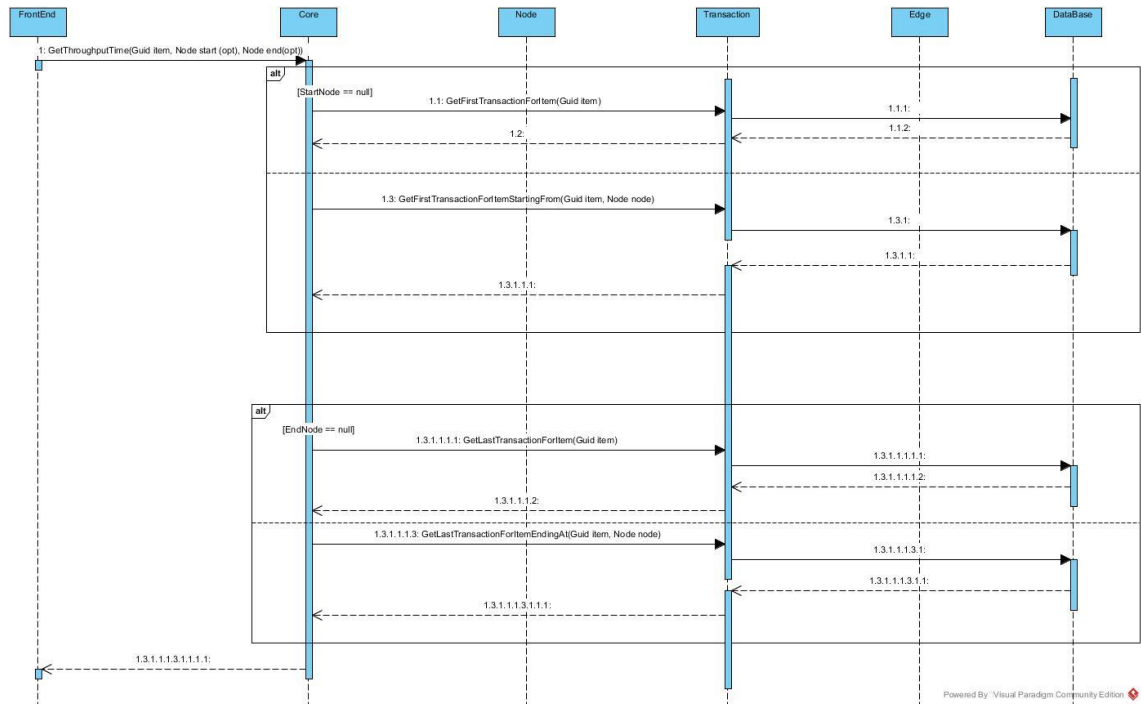 FrontEnd
Core
Node
Transaction
Edge
DataBase
1: GetThroughputTime(Guid item, Node start (opt), Node end(opt))
alt
[StartNode == null]
1.1: GetFirstTransactionForItem(Guid item)
1.1.1:
1.1.2:
1.2:
1.3: GetFirstTransactionForItemStartingFrom(Guid item, Node node)
1.3.1:
1.3.1.1:
1.3.1.1.1:
alt
[EndNode == null]
1.3.1.1.1.1: GetLastTransactionForItem(Guid item)
1.3.1.1.1.1.1:
1.3.1.1.1.1.2:
1.3.1.1.1.2:
1.3.1.1.1.3: GetLastTransactionForItemEndingAt(Guid item, Node node)
1.3.1.1.1.3.1:
1.3.1.1.1.3.1.1:
1.3.1.1.1.3.1.1.1:
1.3.1.1.1.3.1.1.1.1:
Powered By Visual Paradigm Community Edition